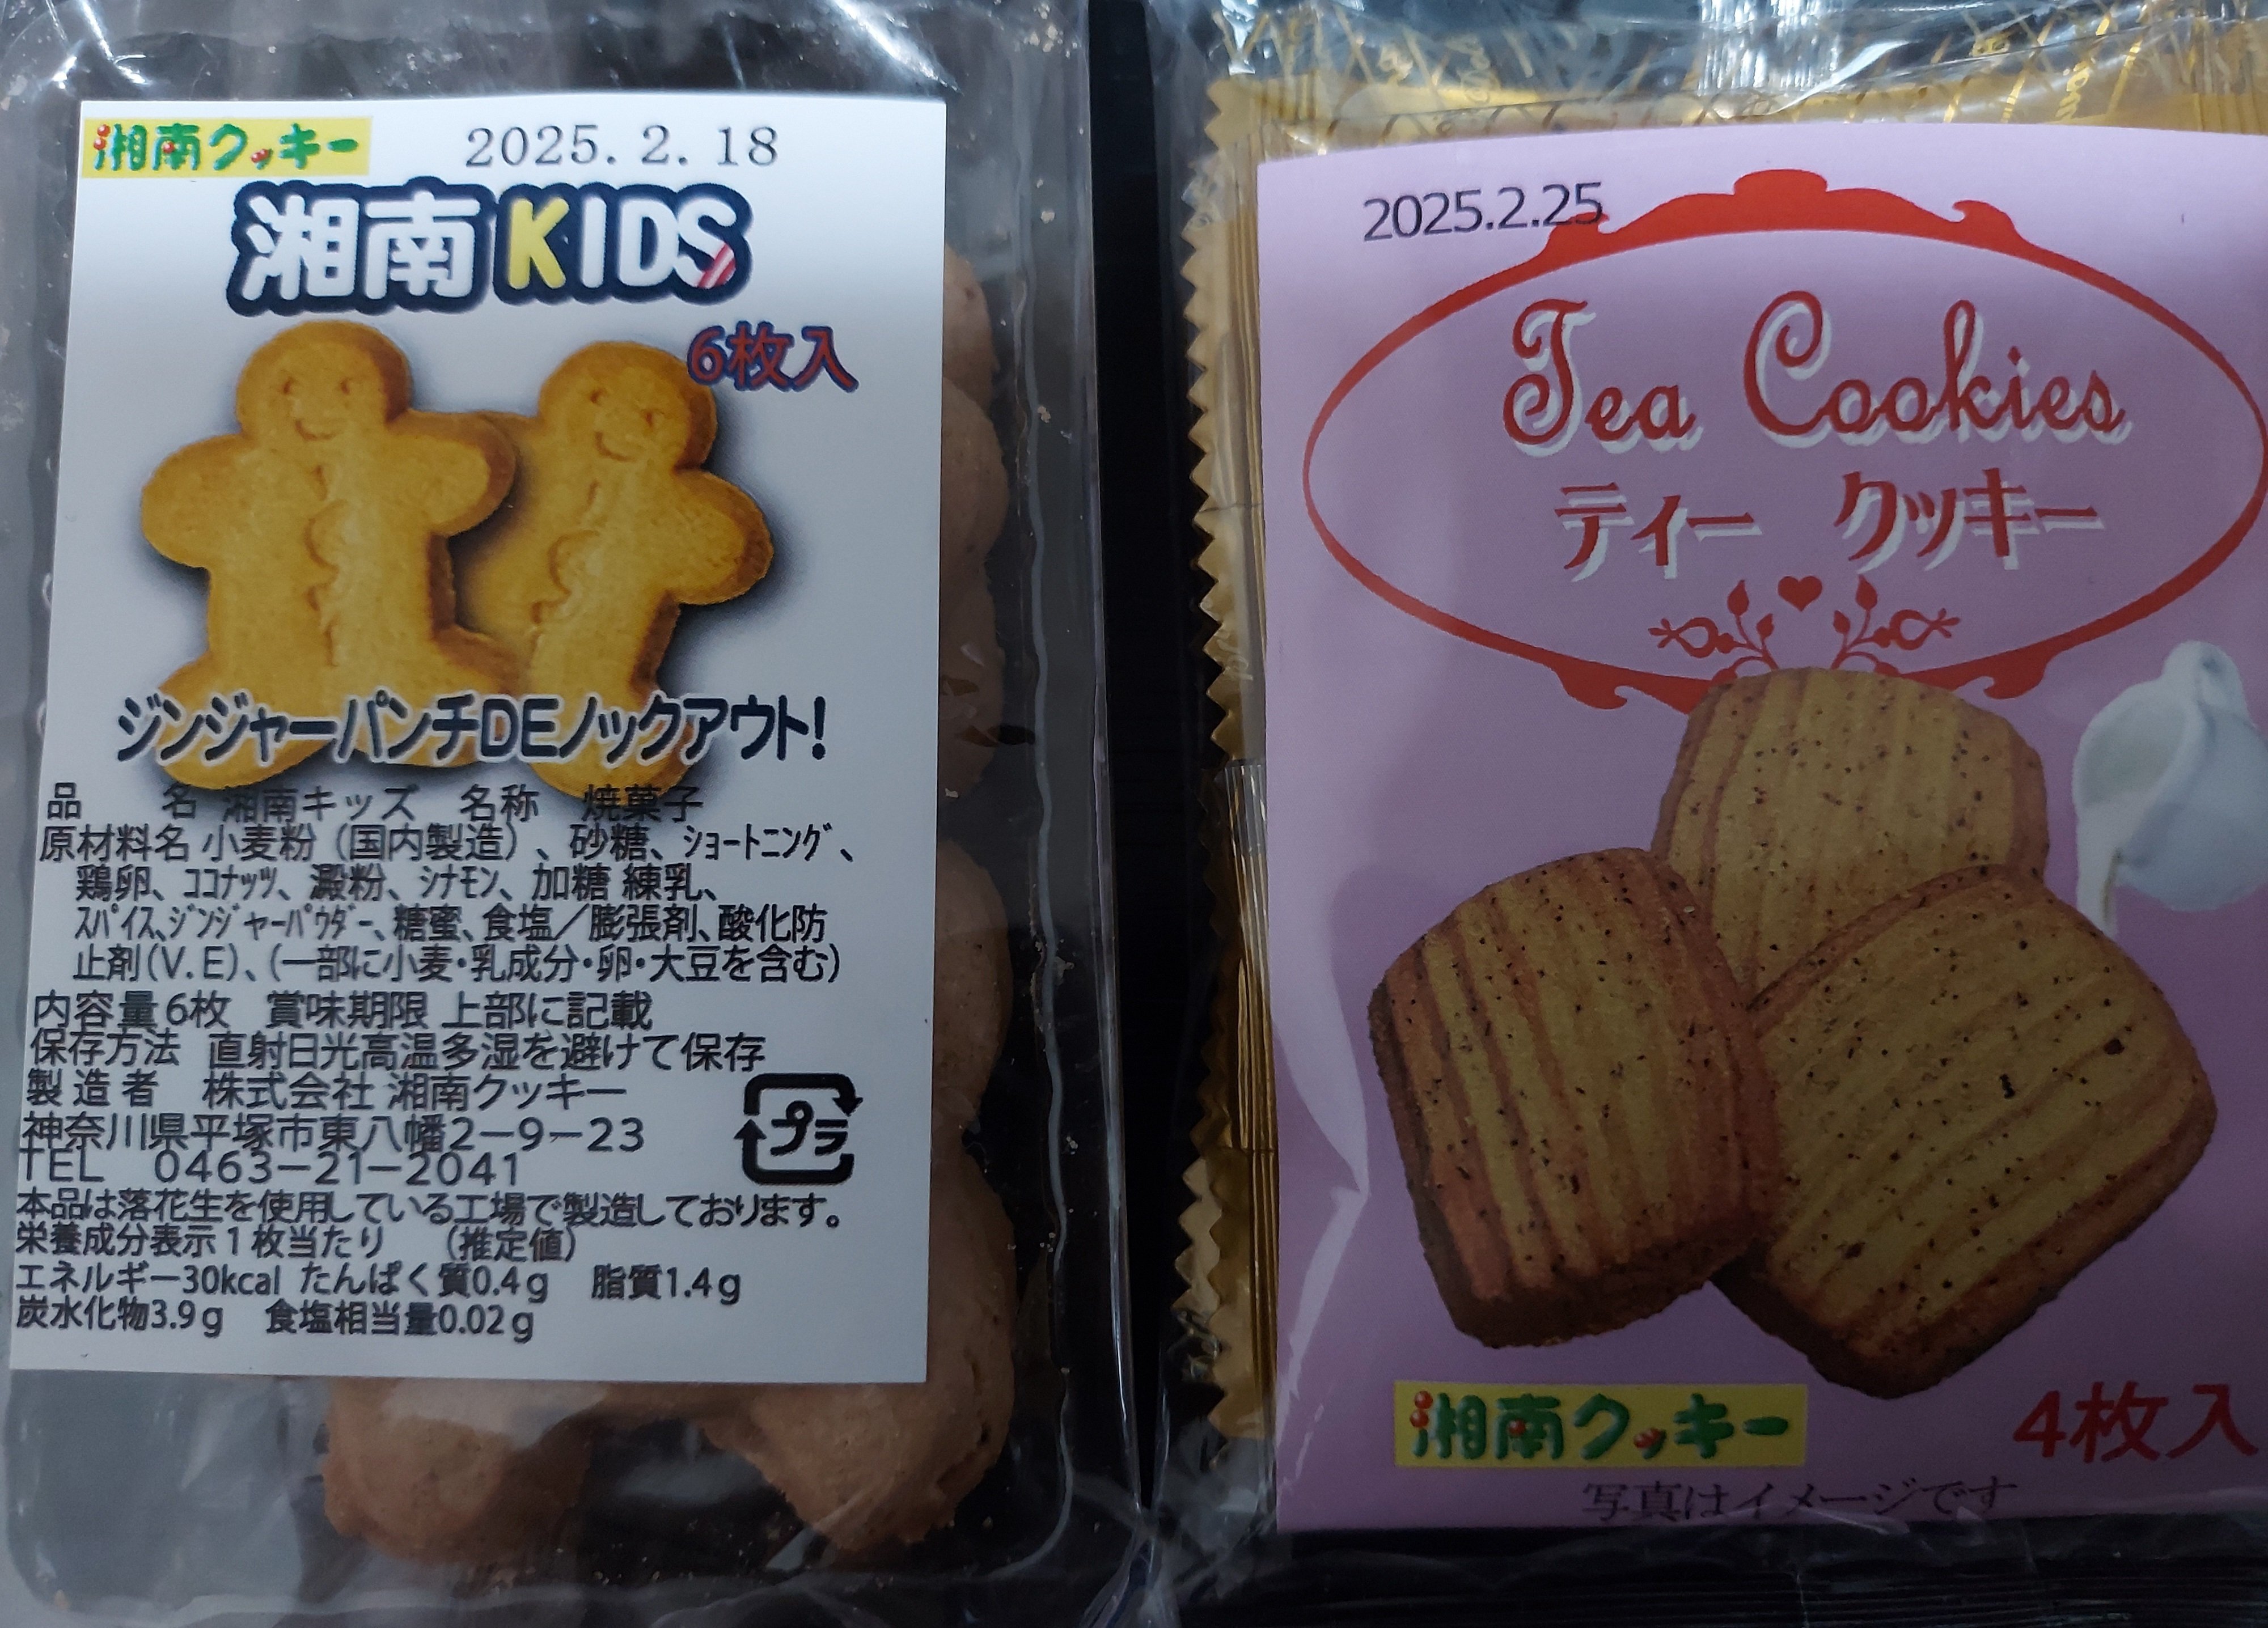 湘南クッキー 2025. 2. 18
湘南KIDS
6枚入
ジンジャーパンチDEノックアウト!
品　　名 湘南キッズ　名称　焼菓子
原材料名 小麦粉（国内製造）、砂糖、ｼｮｰﾄﾆﾝｸﾞ、
鶏卵、ｺｺﾅｯﾂ、澱粉、ｼﾅﾓﾝ、加糖 練乳、
ｽﾊﾟｲｽ、ｼﾞﾝｼﾞｬｰﾊﾟｳﾀﾞｰ、糖蜜、食塩／膨張剤、酸化防
止剤(V.E)、(一部に小麦・乳成分・卵・大豆を含む)
内容量6枚　賞味期限 上部に記載
保存方法　直射日光高温多湿を避けて保存
製 造 者　株式会社 湘南クッキー
神奈川県平塚市東八幡2－9－23
TEL　0463－21－2041
プラ
本品は落花生を使用している工場で製造しております。
栄養成分表示１枚当たり　（推定値）
エネルギー30kcal たんぱく質0.4g　脂質1.4g
炭水化物3.9g　食塩相当量0.02g
2025.2.25
Tea Cookies
ティー クッキー
湘南クッキー
4枚入
写真はイメージです